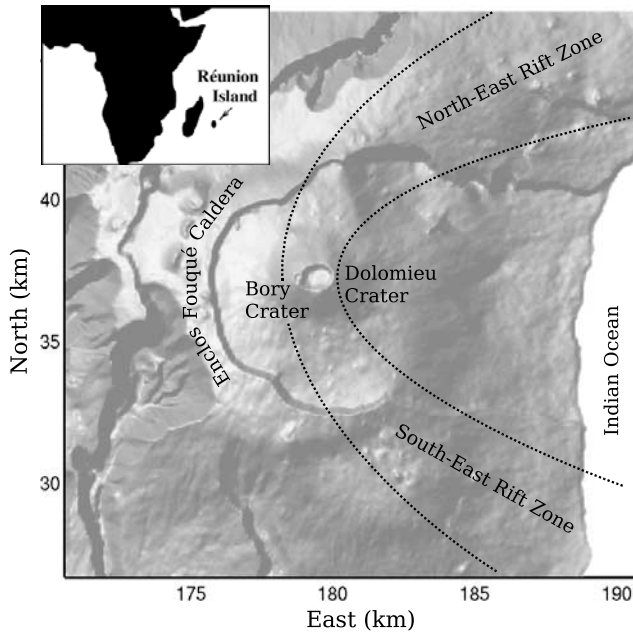 Réunion
Island
North-East Rift Zone
Enclos Fouqué Caldera
Bory
Crater
Dolomieu
Crater
South-East Rift Zone
Indian Ocean
North (km)
40
35
30
175
180
185
190
East (km)